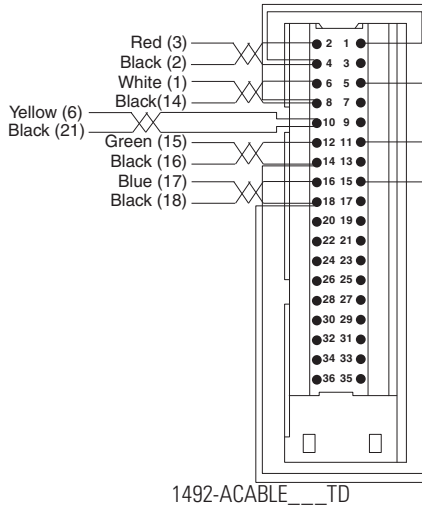 Red (3)
Black (2)
White (1)
Black(14)
Yellow (6)
Black (21)
Green (15)
Black (16)
Blue (17)
Black (18)
2 1
4 3
6 5
8 7
10 9
12 11
14 13
16 15
18 17
20 19
22 21
24 23
26 25
28 27
30 29
32 31
34 33
36 35
1492-ACABLE___TD